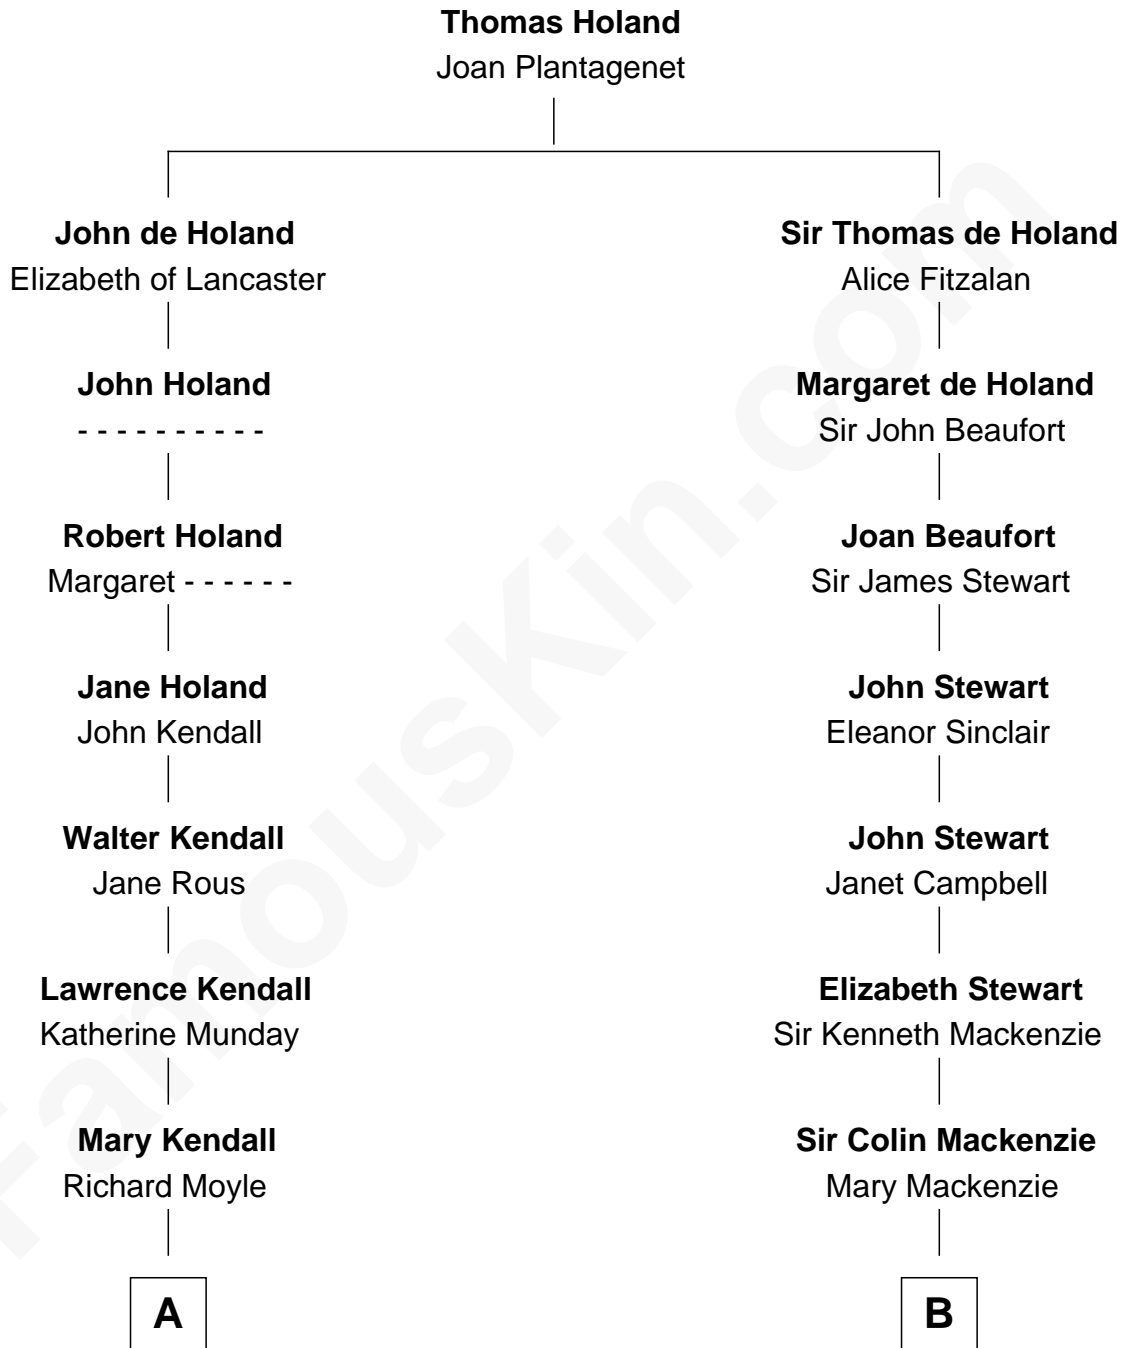 Thomas Holand
Joan Plantagenet
John de Holand
Elizabeth of Lancaster
Sir Thomas de Holand
Alice Fitzalan
John Holand
- - - - - - - - - -
Margaret de Holand
Sir John Beaufort
Robert Holand
Margaret - - - - - -
Joan Beaufort
Sir James Stewart
Jane Holand
John Kendall
John Stewart
Eleanor Sinclair
Walter Kendall
Jane Rous
John Stewart
Janet Campbell
Lawrence Kendall
Katherine Munday
Elizabeth Stewart
Sir Kenneth Mackenzie
Mary Kendall
Richard Moyle
Sir Colin Mackenzie
Mary Mackenzie
A
B
FamousKin.com